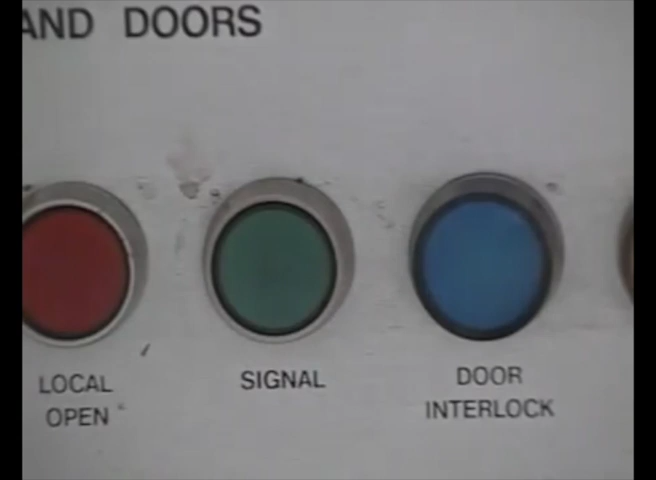 AND DOORS
LOCAL
OPEN
SIGNAL
DOOR
INTERLOCK